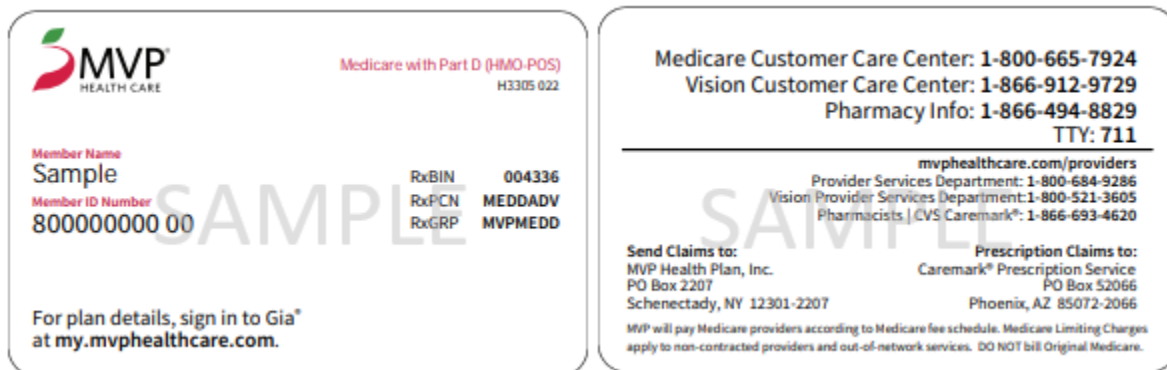 MVP®
HEALTH CARE
Medicare with Part D (HMO-POS)
H3305 022
Member Name
Sample
Member ID Number
800000000 00
RxBIN 004336
RxPCN MEDDADV
RxGRP MVPMEDD
SAMPLE
For plan details, sign in to Gia®
at my.mvphealthcare.com.
Medicare Customer Care Center: 1-800-665-7924
Vision Customer Care Center: 1-866-912-9729
Pharmacy Info: 1-866-494-8829
TTY: 711
mvphealthcare.com/providers
Provider Services Department: 1-800-684-9286
Vision Provider Services Department:1-800-521-3605
Pharmacists | CVS Caremark®: 1-866-693-4620
SAMPLE
Send Claims to:
MVP Health Plan, Inc.
PO Box 2207
Schenectady, NY 12301-2207
Prescription Claims to:
Caremark® Prescription Service
PO Box 52066
Phoenix, AZ 85072-2066
MVP will pay Medicare providers according to Medicare fee schedule. Medicare Limiting Charges
apply to non-contracted providers and out-of-network services. DO NOT bill Original Medicare.